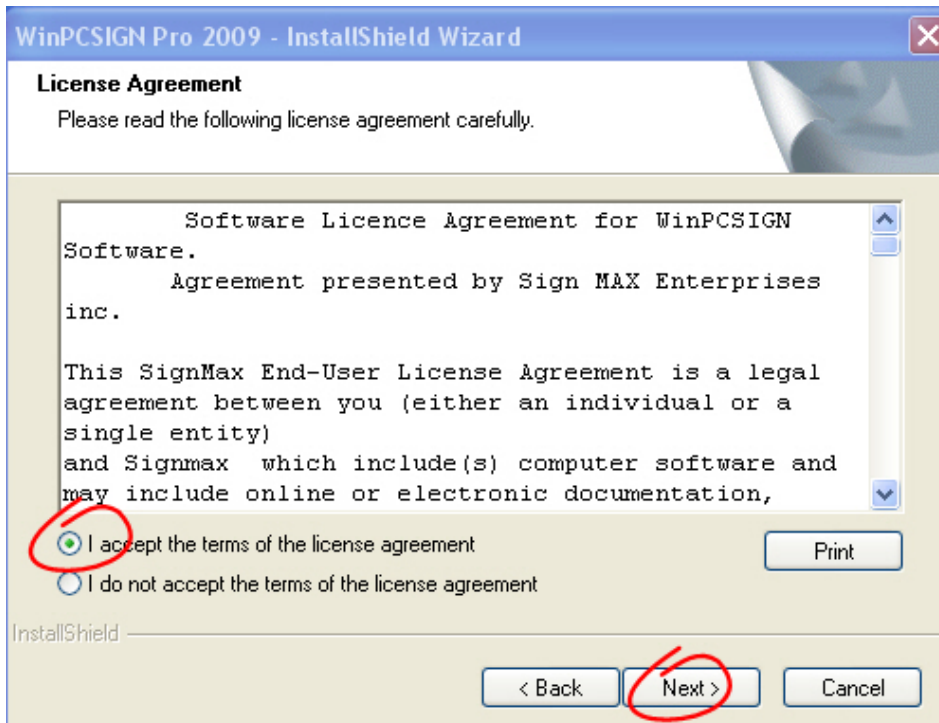 WinPCSIGN Pro 2009 - InstallShield Wizard
License Agreement
Please read the following license agreement carefully.
Software Licence Agreement for WinPCSIGN
Software.
Agreement presented by Sign MAX Enterprises
inc.
This SignMax End-User License Agreement is a legal
agreement between you (either an individual or a
single entity)
and Signmax  which include(s) computer software and
may include online or electronic documentation,
I accept the terms of the license agreement
Print
I do not accept the terms of the license agreement
InstallShield
< Back
Next >
Cancel